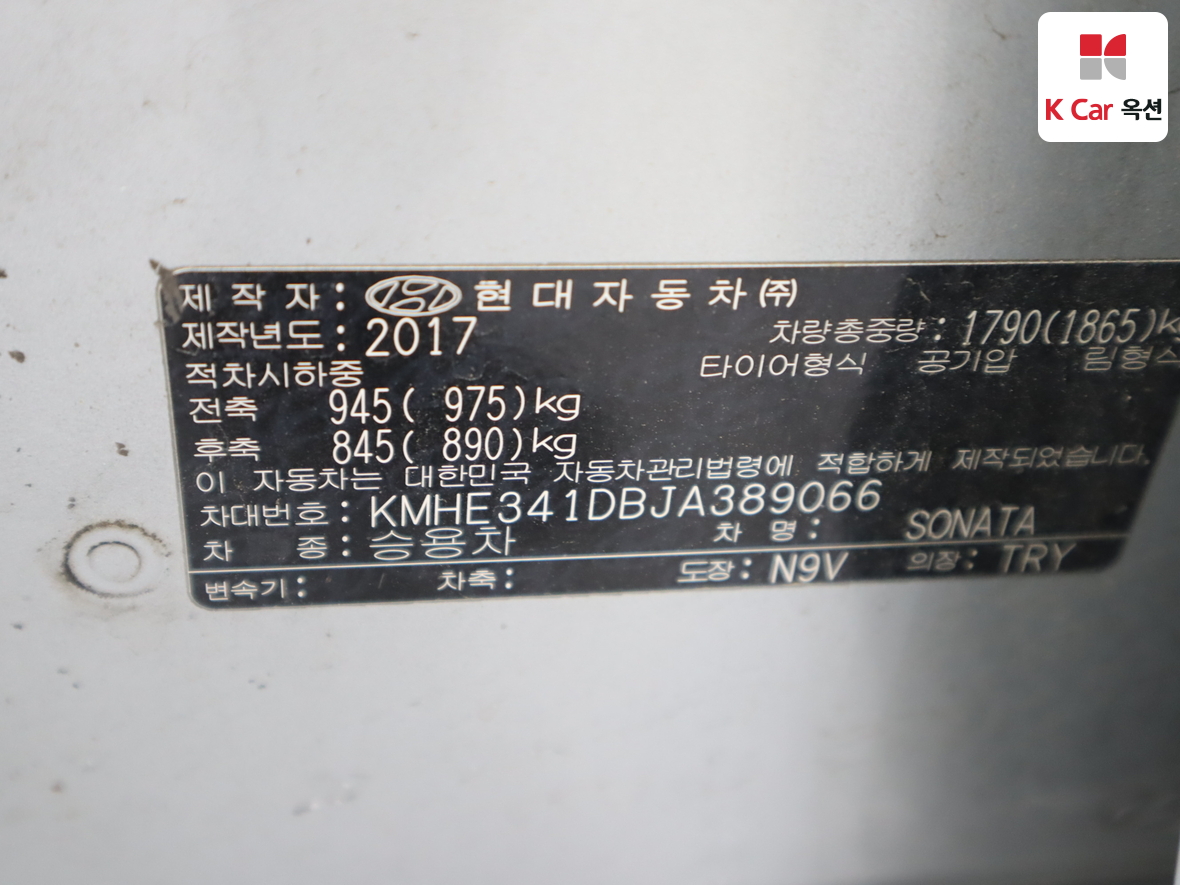 K Car 옥션
제 작 자 : 현 대 자 동 차 ㈜
제작년도 : 2017 차량총중량 : 1790(1865)kg
적차시하중 타이어형식 공기압 림형식
전축 945( 975)kg
후축 845( 890)kg
이 자동차는 대한민국 자동차관리법령에 적합하게 제작되었습니다.
차대번호 : KMHE341DBJA389066
차 종 : 승용차 차 명 : SONATA
변속기 : 차축 : 도장 : N9V 의장 : TRY